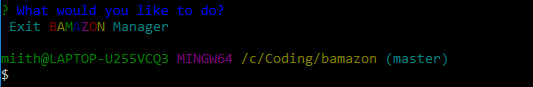 ? What would you like to do?
Exit BAMAZON Manager
miith@LAPTOP-U255VCQ3 MINGW64 /c/Coding/bamazon (master)
$